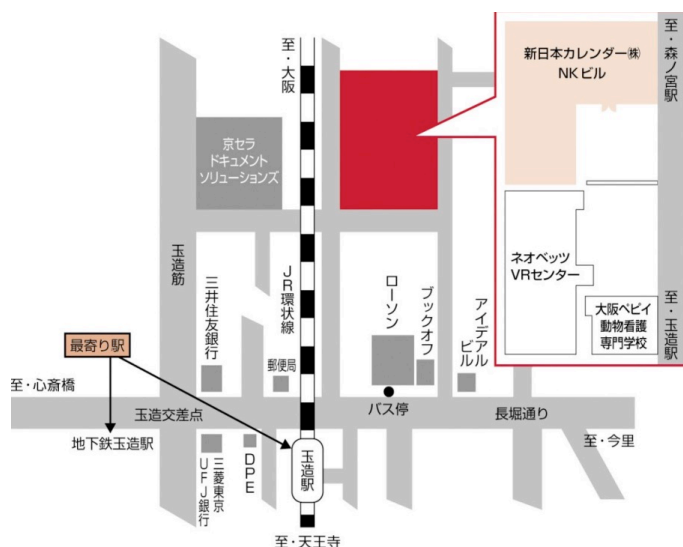 至・大阪
新日本カレンダー㈱
NKビル
至・森ノ宮駅
京セラ
ドキュメント
ソリューションズ
ネオベッツ
VRセンター
大阪ペピイ
動物看護
専門学校
至・玉造駅
玉造筋
三井住友銀行
JR環状線
郵便局
ローソン
ブックオフ
アイデアル
ビル
最寄り駅
至・心斎橋
玉造交差点
バス停
長堀通り
地下鉄玉造駅
三菱東京
UFJ銀行
DPE
玉造駅
至・今里
至・天王寺